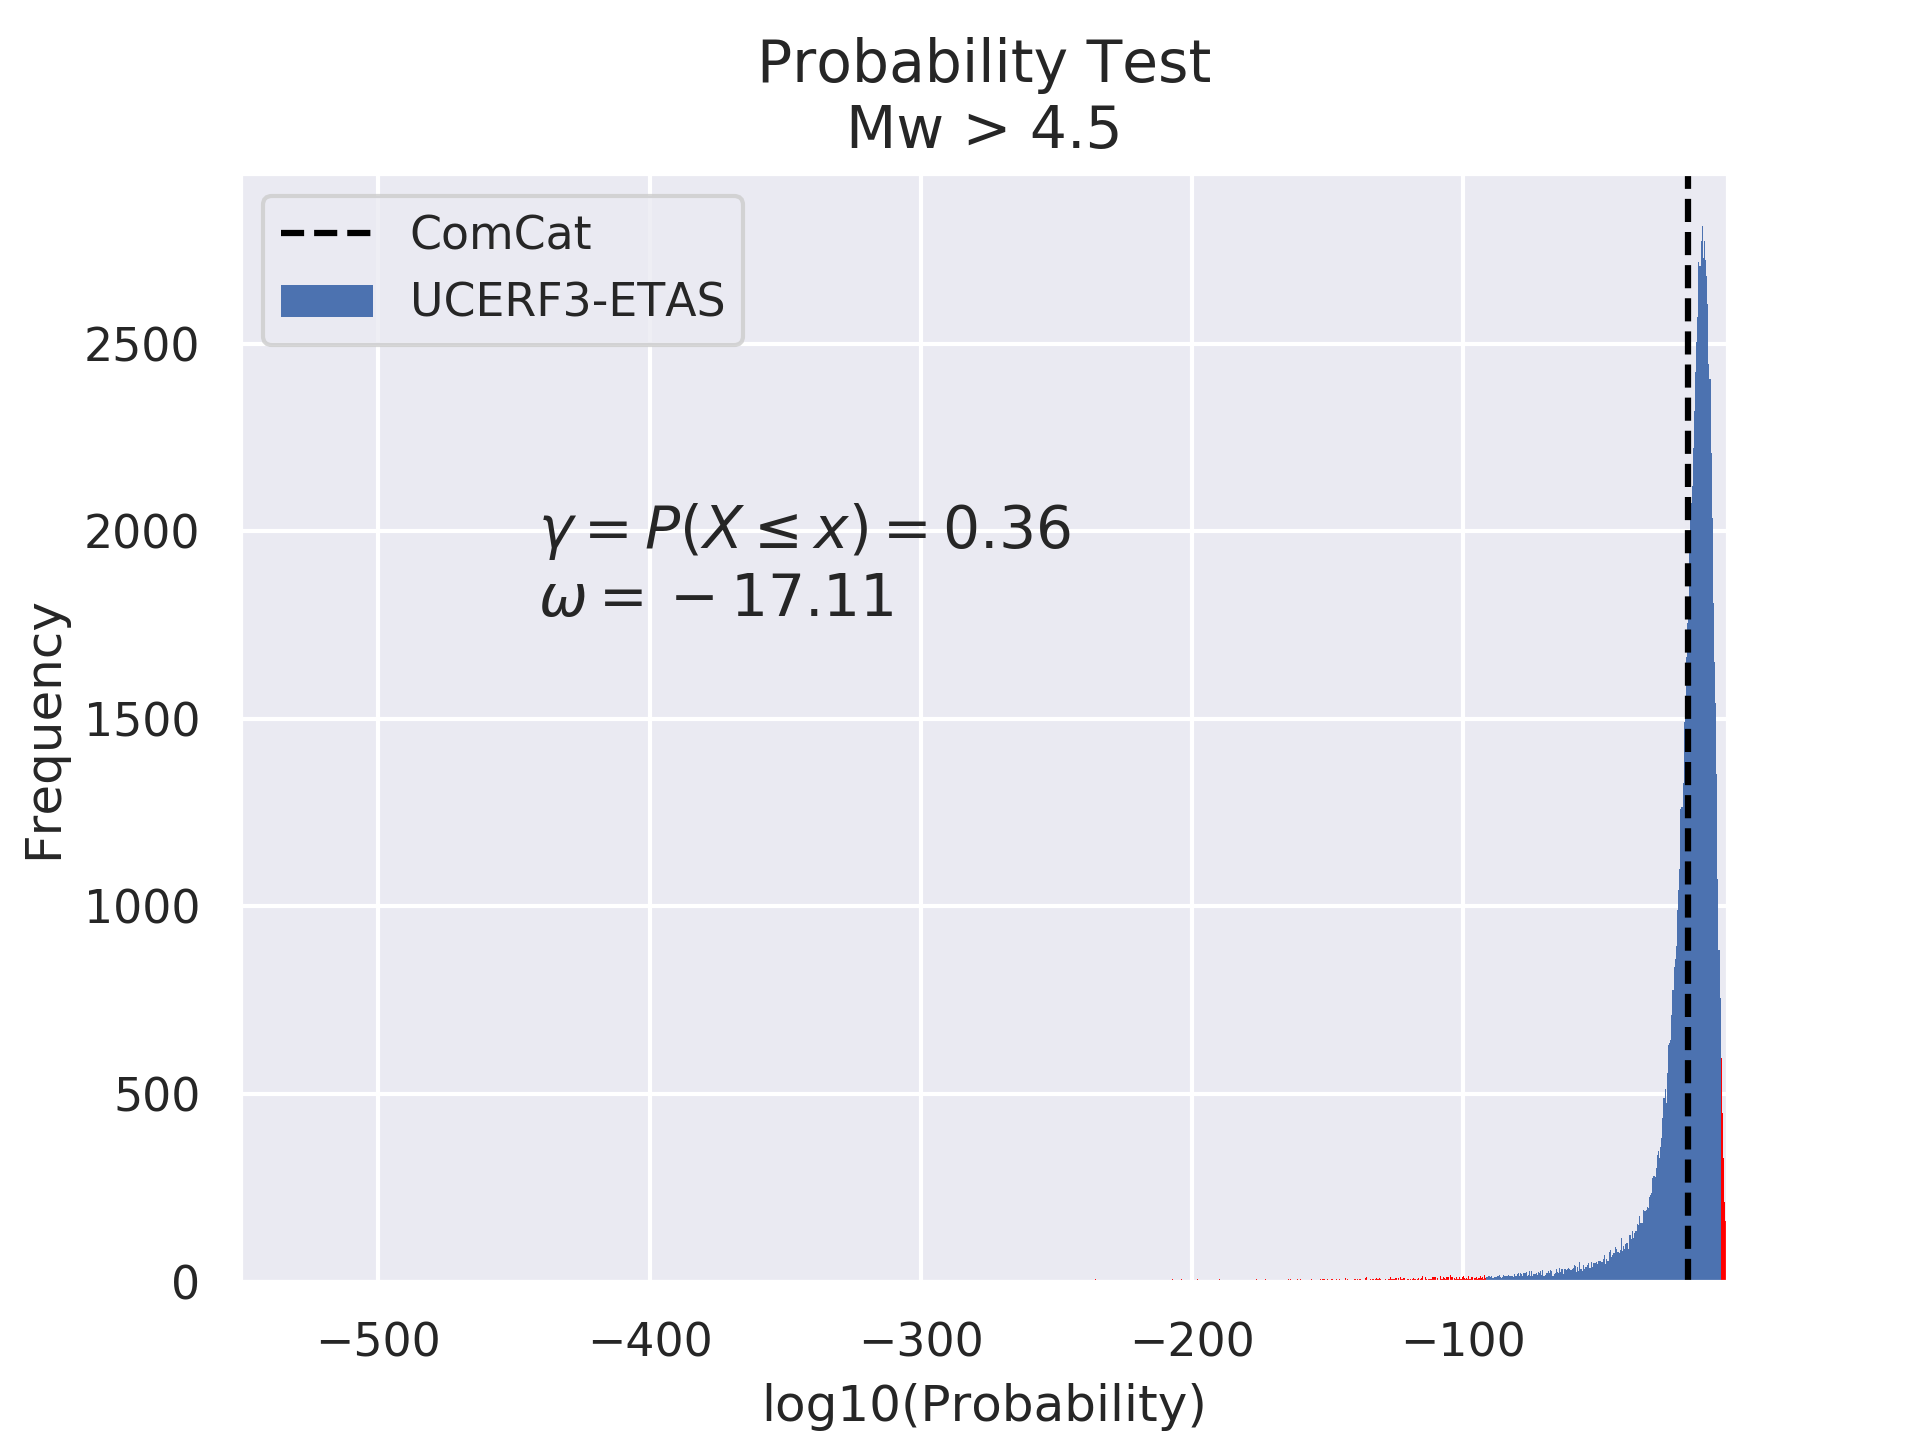 Probability Test
Mw > 4.5
ComCat
UCERF3-ETAS
γ = P(X ≤ x) = 0.36
ω = − 17.11
Frequency
2500
2000
1500
1000
500
0
−500 −400 −300 −200 −100
log10(Probability)